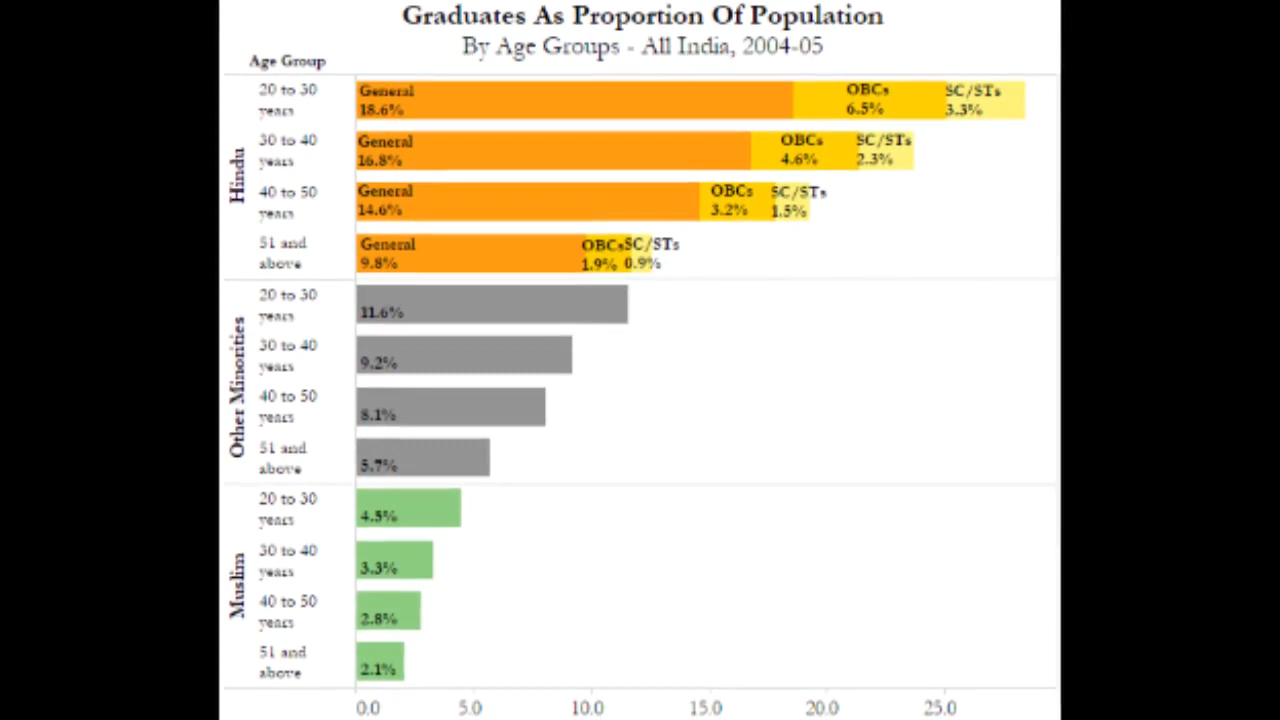 Graduates As Proportion Of Population
By Age Groups - All India, 2004-05
Age Group
Hindu
20 to 30 years
General 18.6%
OBCs 6.5%
SC/STs 3.3%
30 to 40 years
General 16.8%
OBCs 4.6%
SC/STs 2.3%
40 to 50 years
General 14.6%
OBCs 3.2%
SC/STs 1.5%
51 and above
General 9.8%
OBCs 1.9%
SC/STs 0.9%
Other Minorities
20 to 30 years
11.6%
30 to 40 years
9.2%
40 to 50 years
8.1%
51 and above
5.7%
Muslim
20 to 30 years
4.5%
30 to 40 years
3.3%
40 to 50 years
2.8%
51 and above
2.1%
0.0 5.0 10.0 15.0 20.0 25.0